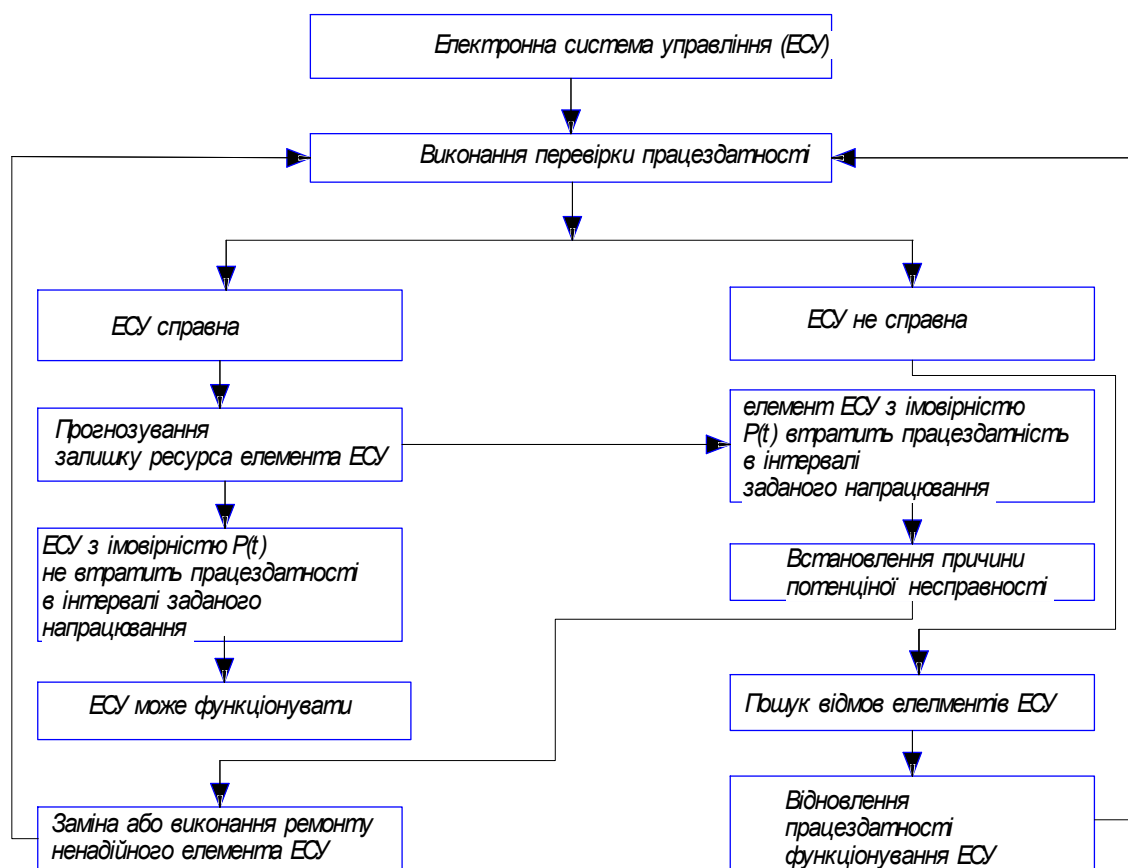 Електронна система управління (ЕСУ)
Виконання перевірки працездатності
ЕСУ справна
ЕСУ не справна
Прогнозування
залишку ресурса елемента ЕСУ
елемент ЕСУ з імовірністю
P(t) втратить працездатність
в інтервалі
заданого напрацювання
ЕСУ з імовірністю P(t)
не втратить працездатності
в інтервалі заданого
напрацювання
Встановлення причини
потенціної несправності
ЕСУ може функціонувати
Пошук відмов елелментів ЕСУ
Заміна або виконання ремонту
ненадійного елемента ЕСУ
Відновлення
працездатності
функціонування ЕСУ